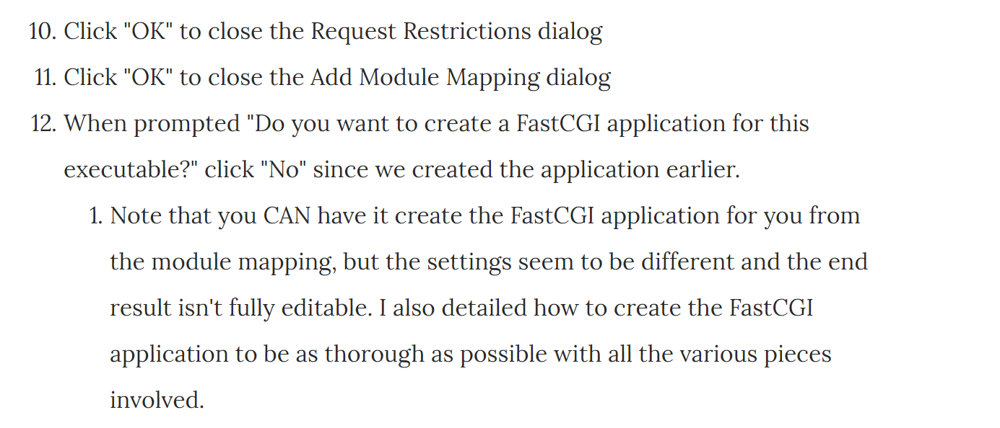 10. Click "OK" to close the Request Restrictions dialog
11. Click "OK" to close the Add Module Mapping dialog
12. When prompted "Do you want to create a FastCGI application for this
executable?" click "No" since we created the application earlier.
1. Note that you CAN have it create the FastCGI application for you from
the module mapping, but the settings seem to be different and the end
result isn't fully editable. I also detailed how to create the FastCGI
application to be as thorough as possible with all the various pieces
involved.